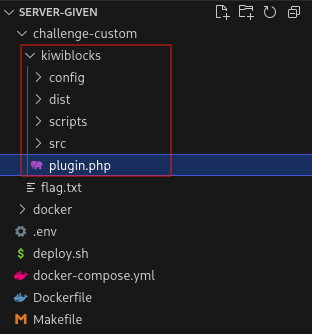 SERVER-GIVEN
challenge-custom
kiwiblocks
config
dist
scripts
src
plugin.php
flag.txt
docker
.env
$ deploy.sh
docker-compose.yml
Dockerfile
M Makefile